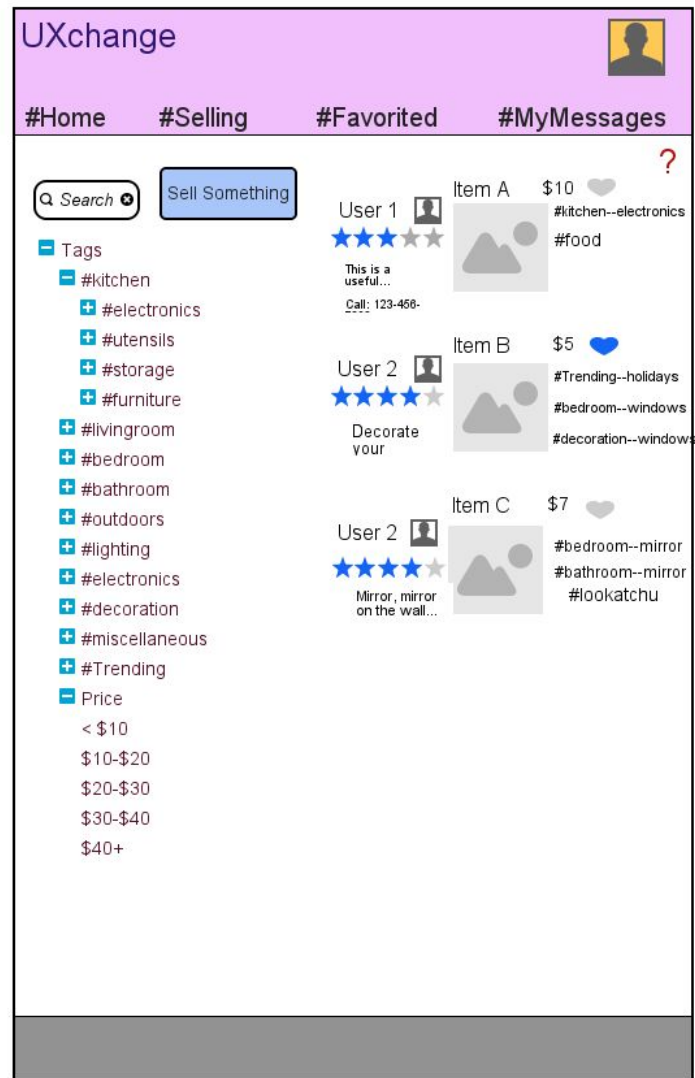 UXchange
#Home #Selling #Favorited #MyMessages
?
Search
Sell Something
Tags
#kitchen
#electronics
#utensils
#storage
#furniture
#livingroom
#bedroom
#bathroom
#outdoors
#lighting
#electronics
#decoration
#miscellaneous
#Trending
Price
< $10
$10-$20
$20-$30
$30-$40
$40+
User 1
This is a
useful...
Call: 123-456-
Item A $10
#kitchen--electronics
#food
User 2
Decorate
your
Item B $5
#Trending--holidays
#bedroom--windows
#decoration--windows
User 2
Mirror, mirror
on the wall...
Item C $7
#bedroom--mirror
#bathroom--mirror
#lookatchu